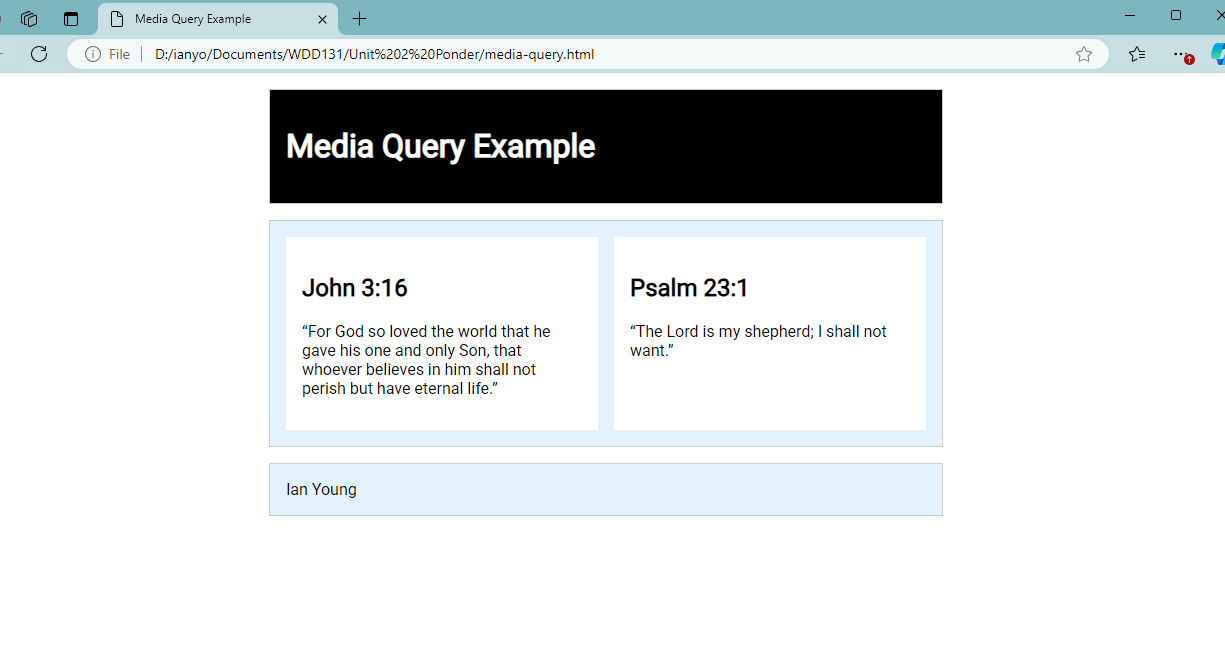 Media Query Example
File
D:/ianyo/Documents/WDD131/Unit%202%20Ponder/media-query.html
Media Query Example
John 3:16
“For God so loved the world that he
gave his one and only Son, that
whoever believes in him shall not
perish but have eternal life.”
Psalm 23:1
“The Lord is my shepherd; I shall not
want.”
Ian Young